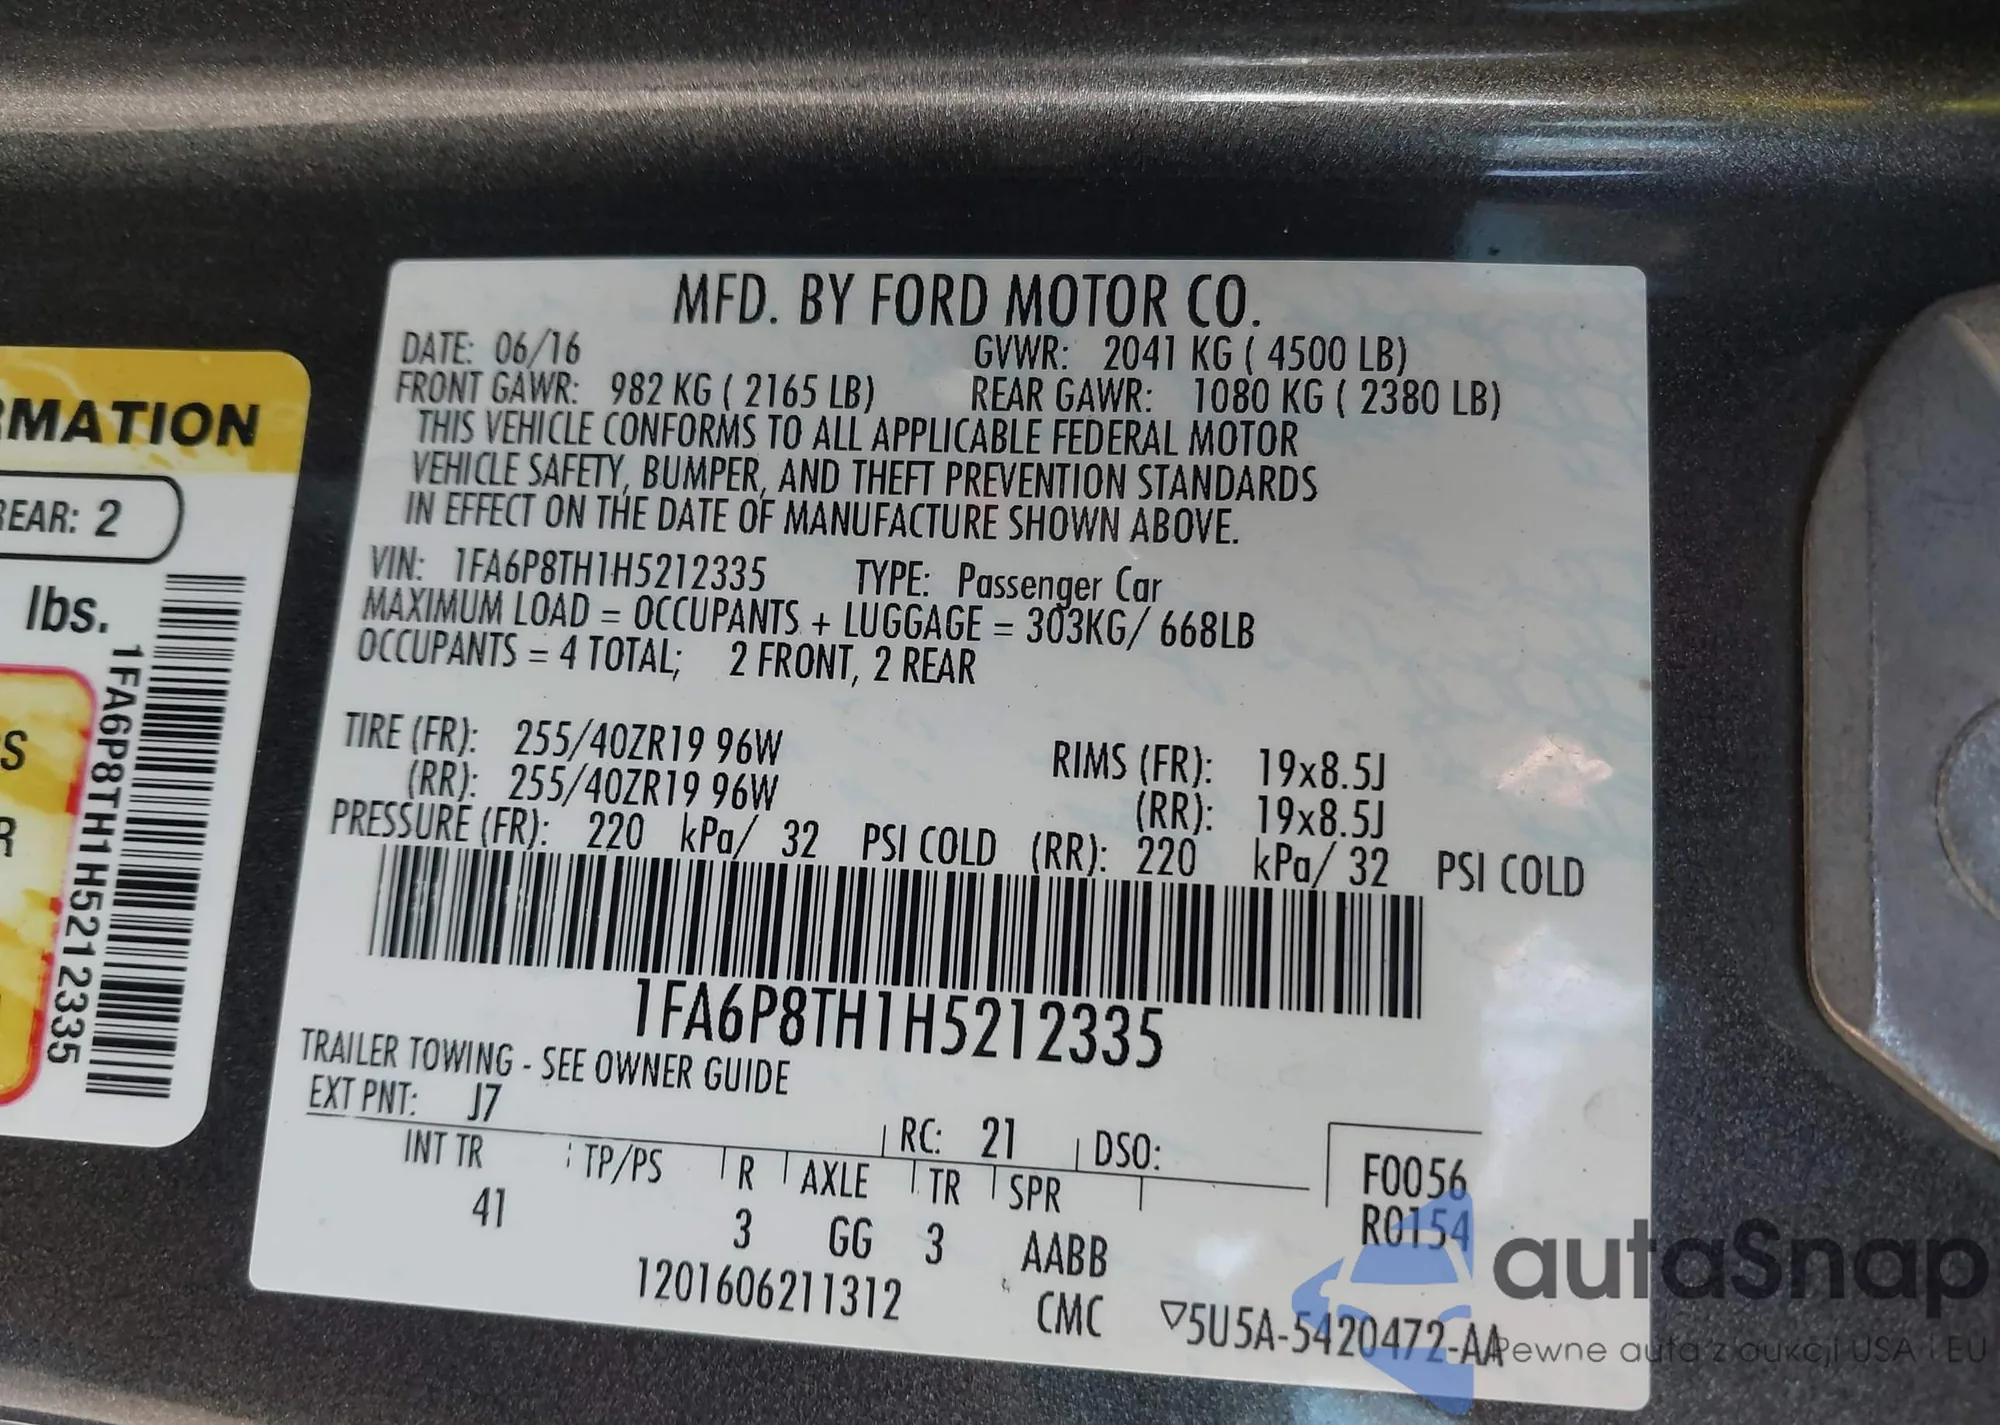 MFD. BY FORD MOTOR CO.
DATE: 06/16 GVWR: 2041 KG ( 4500 LB)
FRONT GAWR: 982 KG ( 2165 LB) REAR GAWR: 1080 KG ( 2380 LB)
THIS VEHICLE CONFORMS TO ALL APPLICABLE FEDERAL MOTOR
VEHICLE SAFETY, BUMPER, AND THEFT PREVENTION STANDARDS
IN EFFECT ON THE DATE OF MANUFACTURE SHOWN ABOVE.
VIN: 1FA6P8TH1H5212335 TYPE: Passenger Car
MAXIMUM LOAD = OCCUPANTS + LUGGAGE = 303KG/ 668LB
OCCUPANTS = 4 TOTAL; 2 FRONT, 2 REAR
TIRE (FR): 255/40ZR19 96W RIMS (FR): 19x8.5J
(RR): 255/40ZR19 96W (RR): 19x8.5J
PRESSURE (FR): 220 kPa/ 32 PSI COLD (RR): 220 kPa/ 32 PSI COLD
1FA6P8TH1H5212335
TRAILER TOWING - SEE OWNER GUIDE
EXT PNT: J7 RC: 21 DSO:
INT TR TP/PS R AXLE TR SPR F0056
41 3 GG 3 AABB R0154
1201606211312 CMC ▽5U5A-5420472-AA
RMATION
REAR: 2
lbs.
1FA6P8TH1H5212335
S
R
autaSnap
Pewne auta z aukcji USA i EU